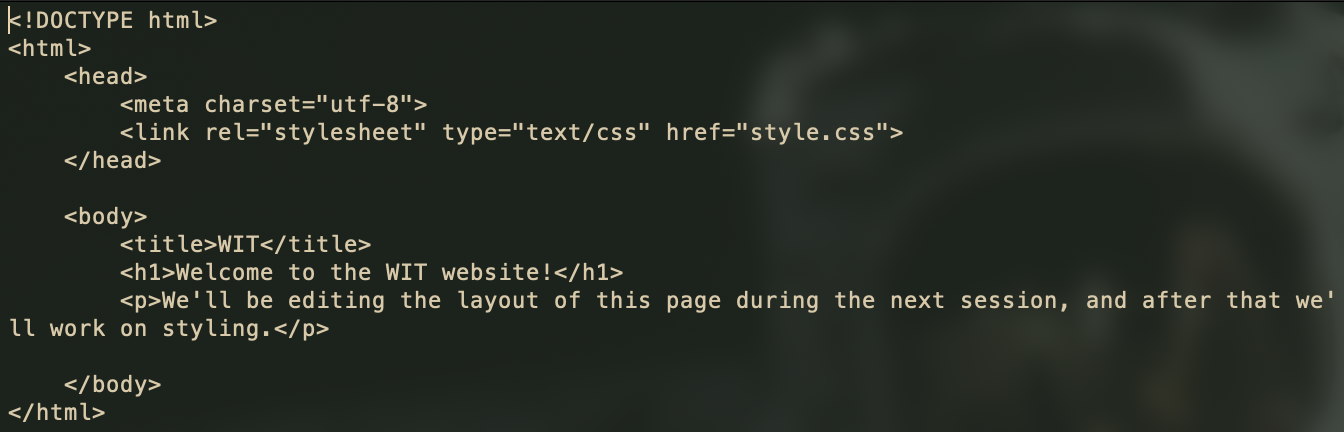 <!DOCTYPE html>
<html>
    <head>
        <meta charset="utf-8">
        <link rel="stylesheet" type="text/css" href="style.css">
    </head>

    <body>
        <title>WIT</title>
        <h1>Welcome to the WIT website!</h1>
        <p>We'll be editing the layout of this page during the next session, and after that we'
ll work on styling.</p>

    </body>
</html>